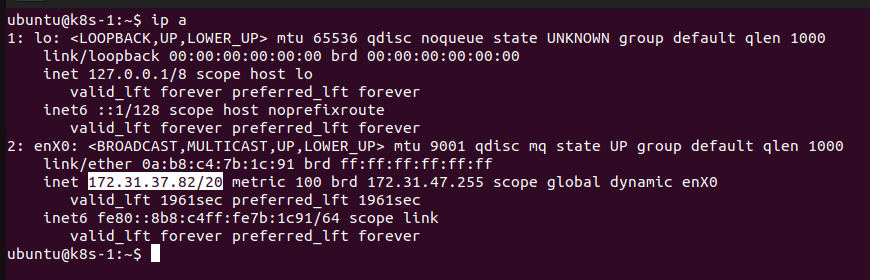 ubuntu@k8s-1:~$ ip a
1: lo: <LOOPBACK,UP,LOWER_UP> mtu 65536 qdisc noqueue state UNKNOWN group default qlen 1000
    link/loopback 00:00:00:00:00:00 brd 00:00:00:00:00:00
    inet 127.0.0.1/8 scope host lo
       valid_lft forever preferred_lft forever
    inet6 ::1/128 scope host noprefixroute
       valid_lft forever preferred_lft forever
2: enX0: <BROADCAST,MULTICAST,UP,LOWER_UP> mtu 9001 qdisc mq state UP group default qlen 1000
    link/ether 0a:b8:c4:7b:1c:91 brd ff:ff:ff:ff:ff:ff
    inet 172.31.37.82/20 metric 100 brd 172.31.47.255 scope global dynamic enX0
       valid_lft 1961sec preferred_lft 1961sec
    inet6 fe80::8b8:c4ff:fe7b:1c91/64 scope link
       valid_lft forever preferred_lft forever
ubuntu@k8s-1:~$